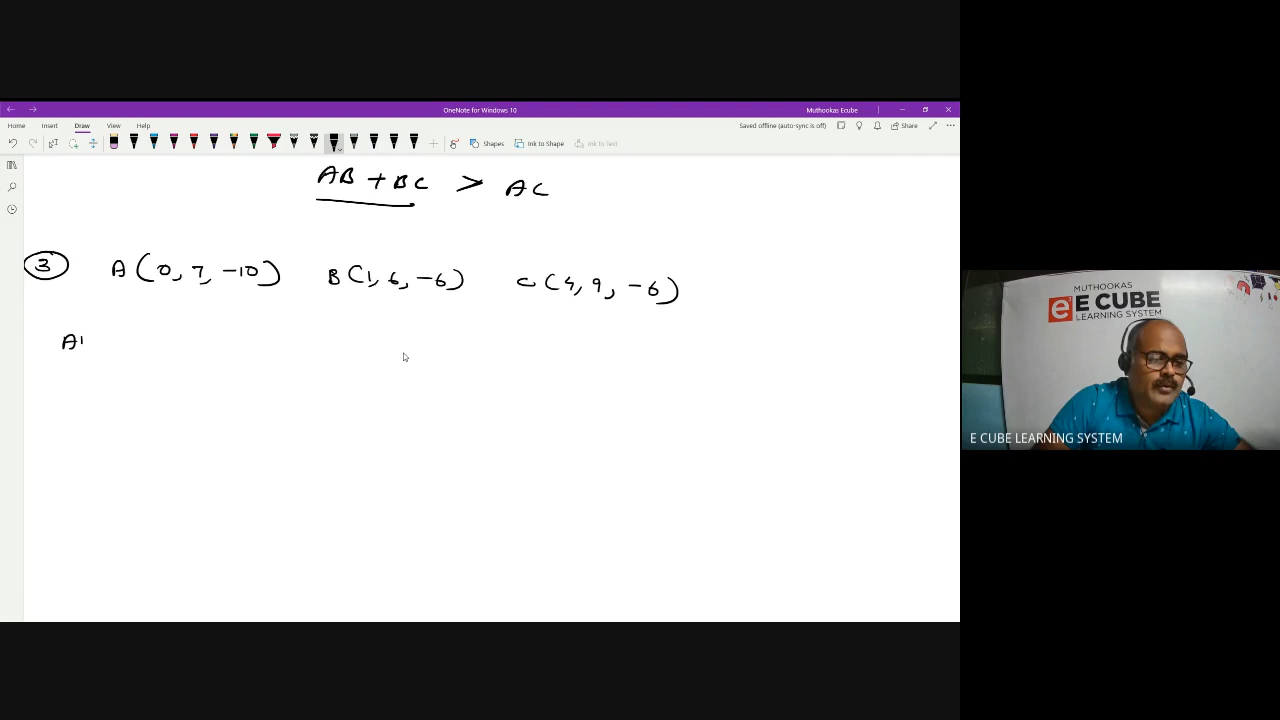 OneNote for Windows 10
Muthookas Ecube
Home Insert Draw View Help
Saved offline (auto-sync is off)
Share
Shapes
Ink to Shape
Ink to Text
AB + BC > AC
3 A (0, 7, -10) B (1, 6, -6) C (4, 9, -6)
MUTHOOKAS
E CUBE
LEARNING SYSTEM
E CUBE LEARNING SYSTEM